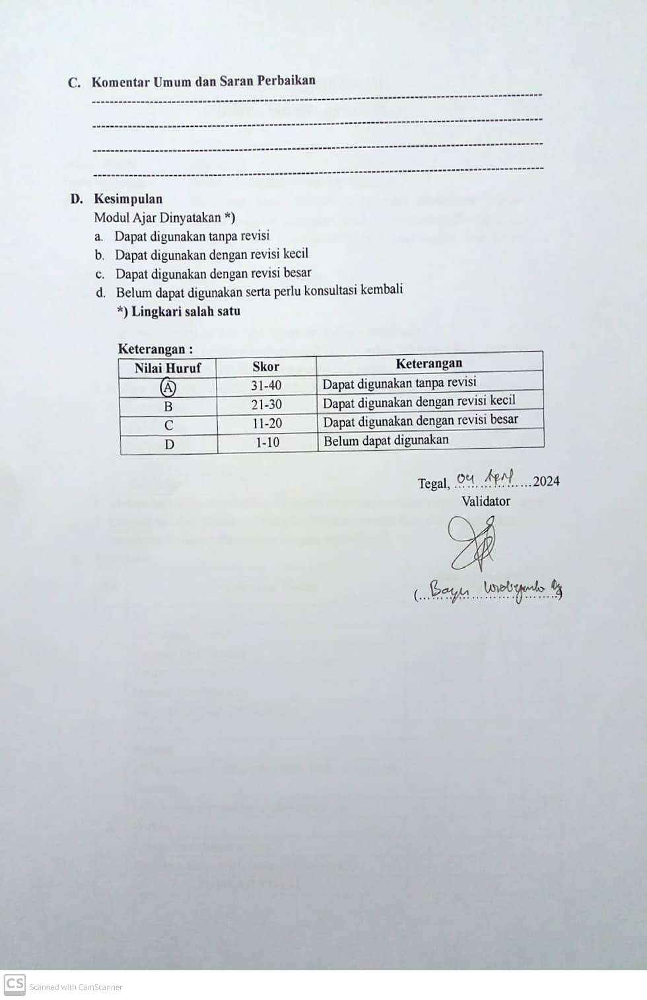 C. Komentar Umum dan Saran Perbaikan
D. Kesimpulan
Modul Ajar Dinyatakan *)
a. Dapat digunakan tanpa revisi
b. Dapat digunakan dengan revisi kecil
c. Dapat digunakan dengan revisi besar
d. Belum dapat digunakan serta perlu konsultasi kembali
*) Lingkari salah satu
Keterangan :
Nilai Huruf Skor Keterangan
A 31-40 Dapat digunakan tanpa revisi
B 21-30 Dapat digunakan dengan revisi kecil
C 11-20 Dapat digunakan dengan revisi besar
D 1-10 Belum dapat digunakan
Tegal, 04 April 2024
Validator
(Bayu
CS Scanned with CamScanner